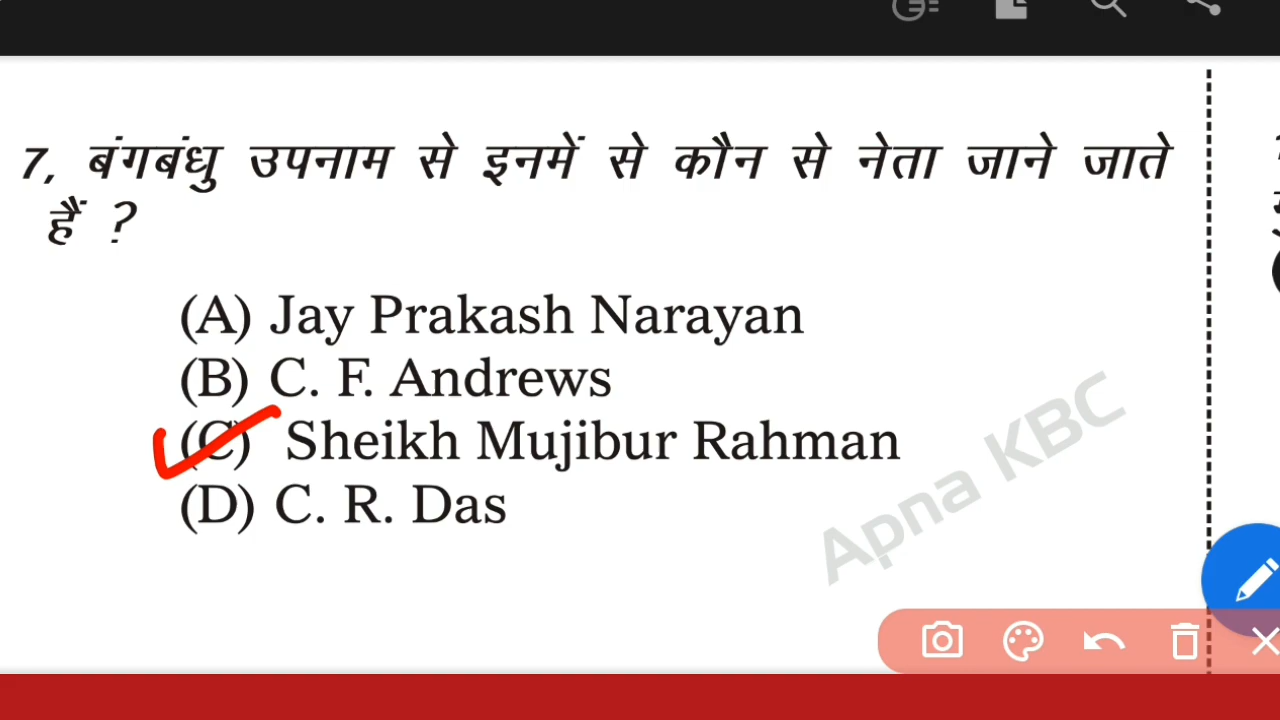 7, बंगबंधु उपनाम से इनमें से कौन से नेता जाने जाते
हैं ?
(A) Jay Prakash Narayan
(B) C. F. Andrews
(C) Sheikh Mujibur Rahman
(D) C. R. Das
Apna KBC